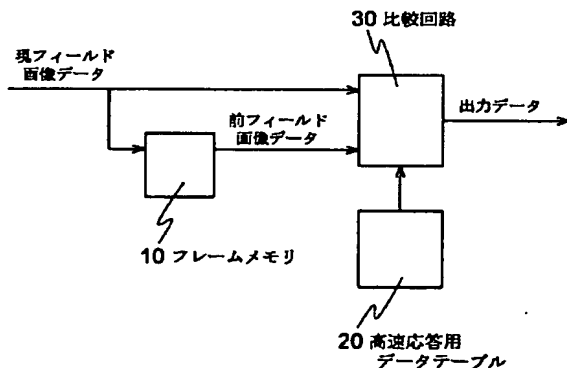 30 比較回路
現フィールド
画像データ
出力データ
前フィールド
画像データ
10 フレームメモリ
20 高速応答用
データテーブル